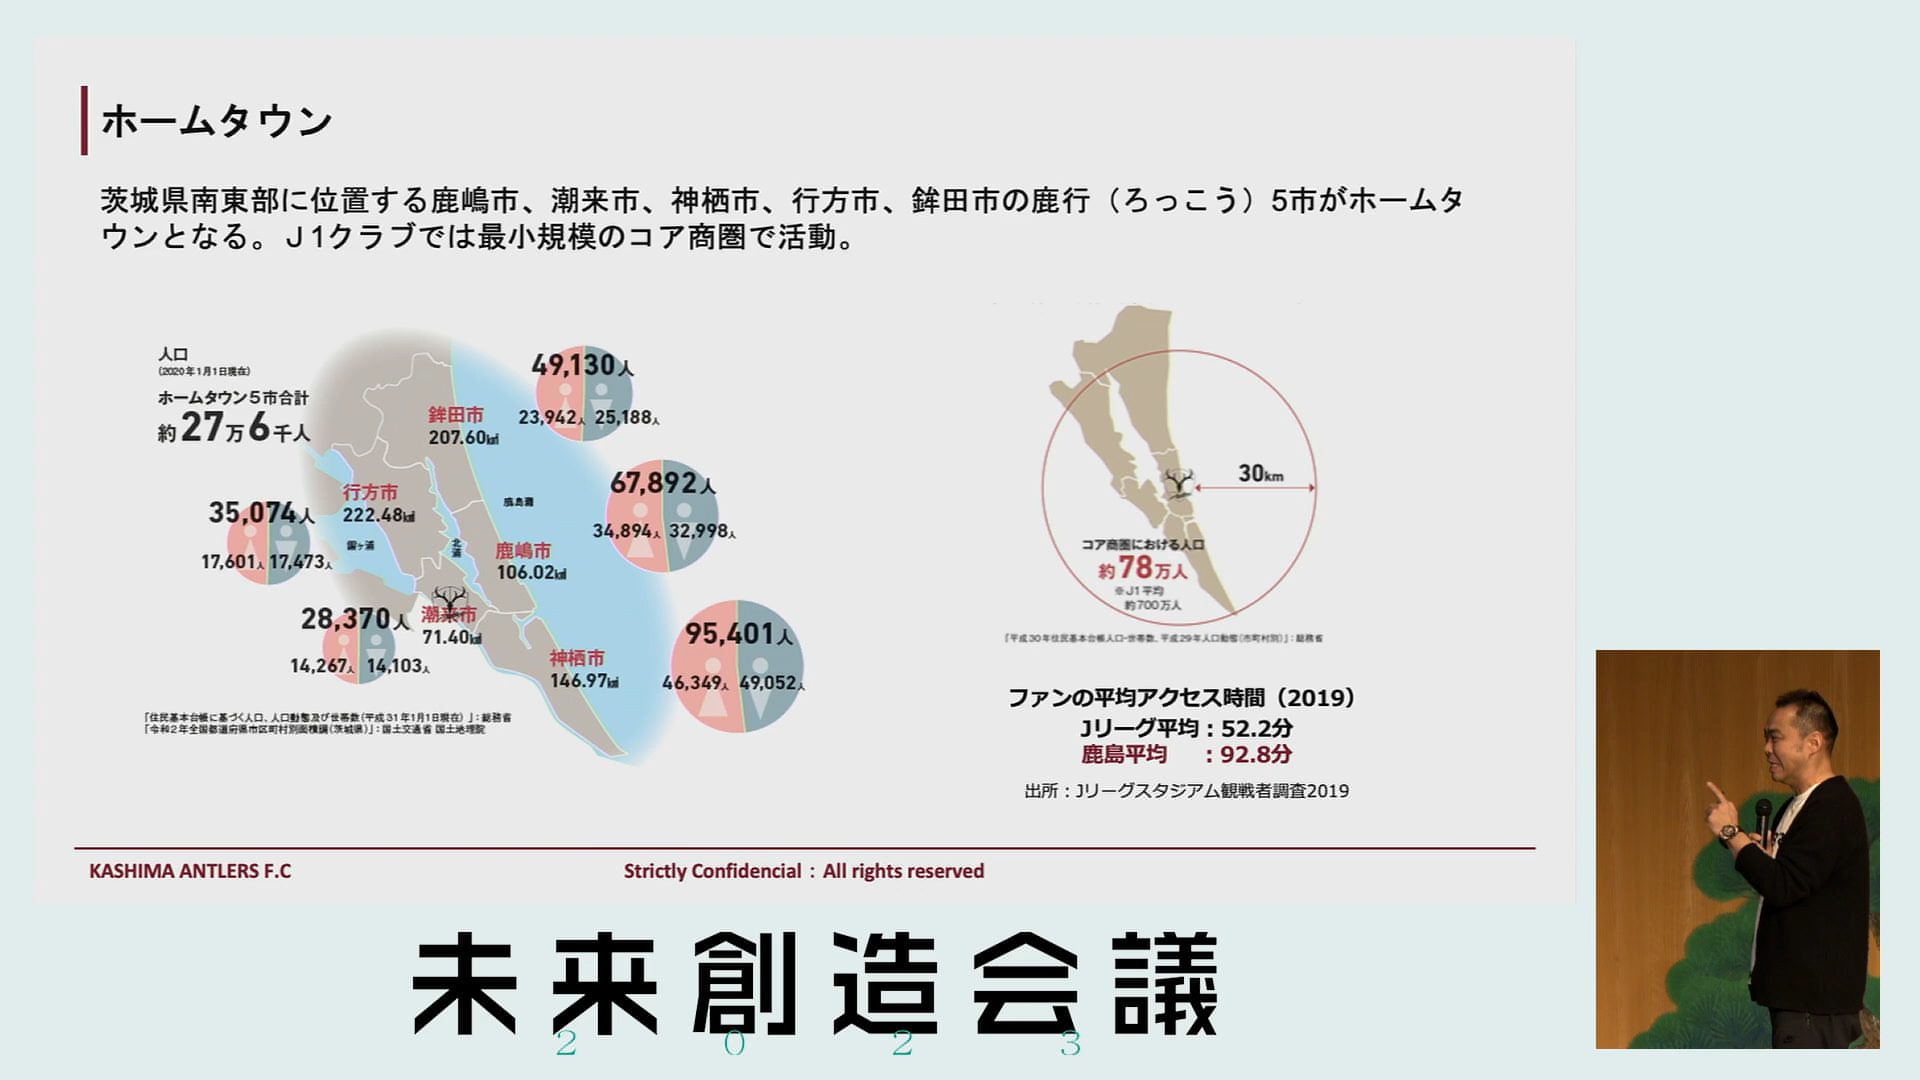 ホームタウン
茨城県南東部に位置する鹿嶋市、潮来市、神栖市、行方市、鉾田市の鹿行（ろっこう）5市がホームタ
ウンとなる。J1クラブでは最小規模のコア商圏で活動。
人口
(2020年1月1日現在)
ホームタウン5市合計
約27万6千人
鉾田市
207.60㎢
49,130人
23,942人 25,188人
行方市
222.48㎢
35,074人
17,601人 17,473人
霞ヶ浦
北浦
鹿島灘
67,892人
34,894人 32,998人
鹿嶋市
106.02㎢
28,370人
14,267人 14,103人
潮来市
71.40㎢
神栖市
146.97㎢
95,401人
46,349人 49,052人
「住民基本台帳に基づく人口、人口動態及び世帯数(平成31年1月1日現在)」：総務省
「令和2年全国都道府県市区町村別面積調(茨城県)」：国土交通省 国土地理院
30km
コア商圏における人口
約78万人
※J1平均
約700万人
「平成30年住民基本台帳人口・世帯数、平成29年人口動態(市町村別)」：総務省
ファンの平均アクセス時間（2019）
Jリーグ平均：52.2分
鹿島平均　：92.8分
出所：Jリーグスタジアム観戦者調査2019
KASHIMA ANTLERS F.C
Strictly Confidencial：All rights reserved
未来創造会議
2023